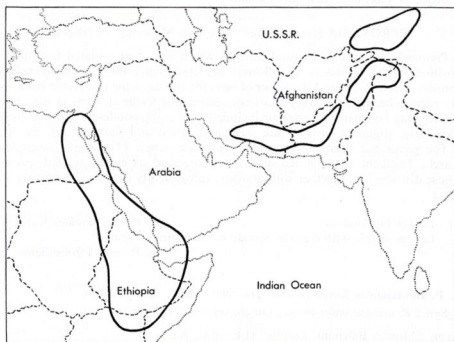 U.S.S.R.
Afghanistan
Arabia
Ethiopia
Indian Ocean